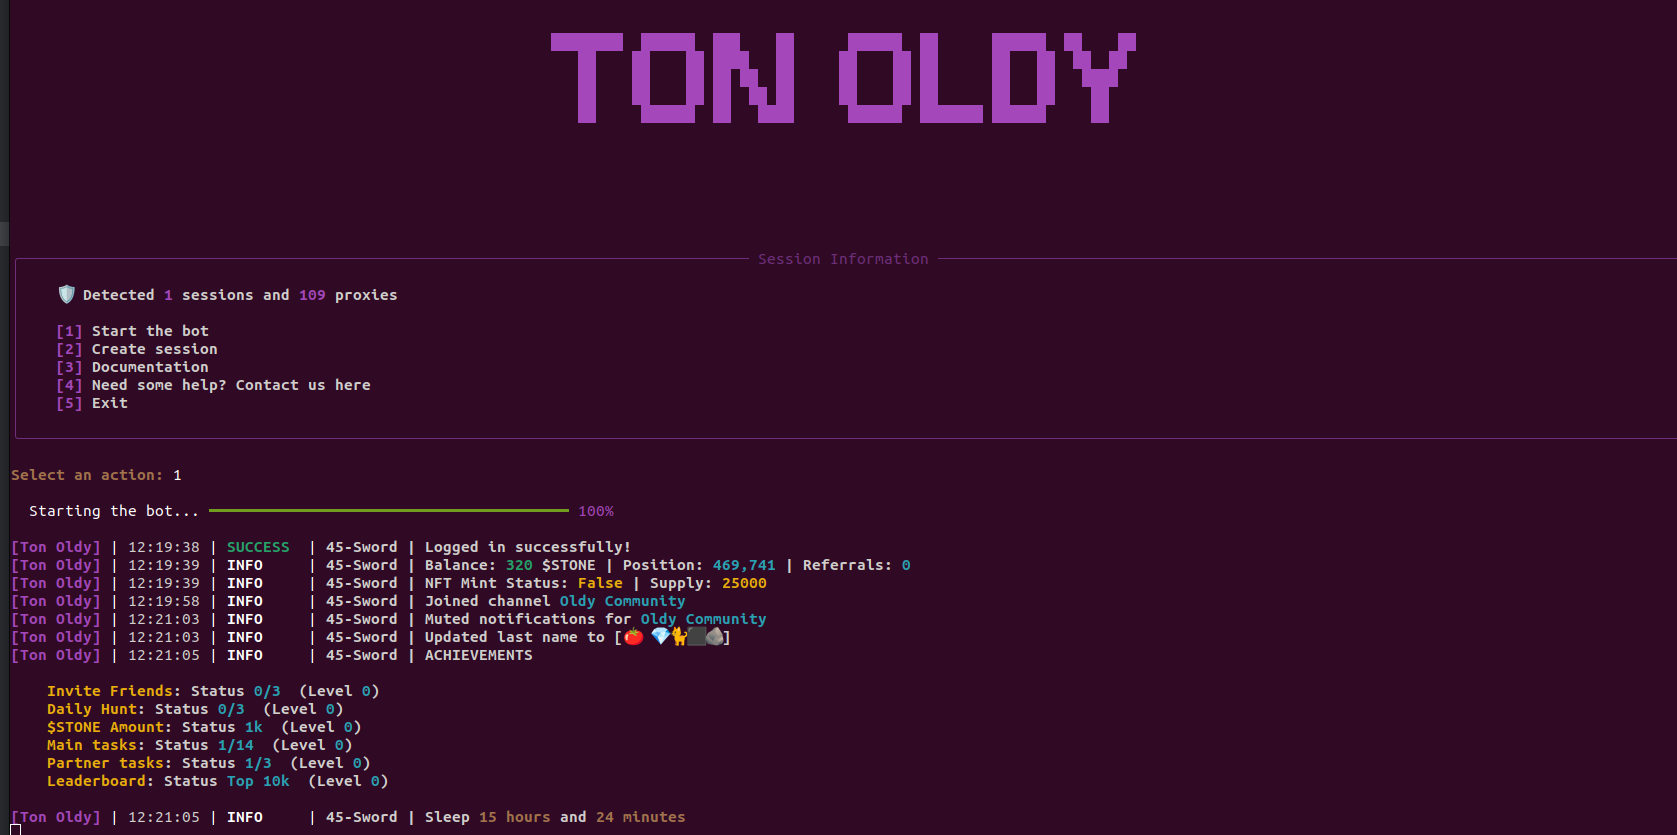 TON OLDY
Session Information
🛡️ Detected 1 sessions and 109 proxies
[1] Start the bot
[2] Create session
[3] Documentation
[4] Need some help? Contact us here
[5] Exit
Select an action: 1
Starting the bot... 100%
[Ton Oldy] | 12:19:38 | SUCCESS | 45-Sword | Logged in successfully!
[Ton Oldy] | 12:19:39 | INFO | 45-Sword | Balance: 320 $STONE | Position: 469,741 | Referrals: 0
[Ton Oldy] | 12:19:39 | INFO | 45-Sword | NFT Mint Status: False | Supply: 25000
[Ton Oldy] | 12:19:58 | INFO | 45-Sword | Joined channel Oldy Community
[Ton Oldy] | 12:21:03 | INFO | 45-Sword | Muted notifications for Oldy Community
[Ton Oldy] | 12:21:03 | INFO | 45-Sword | Updated last name to [🍅 💎🐈⬛🪨]
[Ton Oldy] | 12:21:05 | INFO | 45-Sword | ACHIEVEMENTS
Invite Friends: Status 0/3 (Level 0)
Daily Hunt: Status 0/3 (Level 0)
$STONE Amount: Status 1k (Level 0)
Main tasks: Status 1/14 (Level 0)
Partner tasks: Status 1/3 (Level 0)
Leaderboard: Status Top 10k (Level 0)
[Ton Oldy] | 12:21:05 | INFO | 45-Sword | Sleep 15 hours and 24 minutes